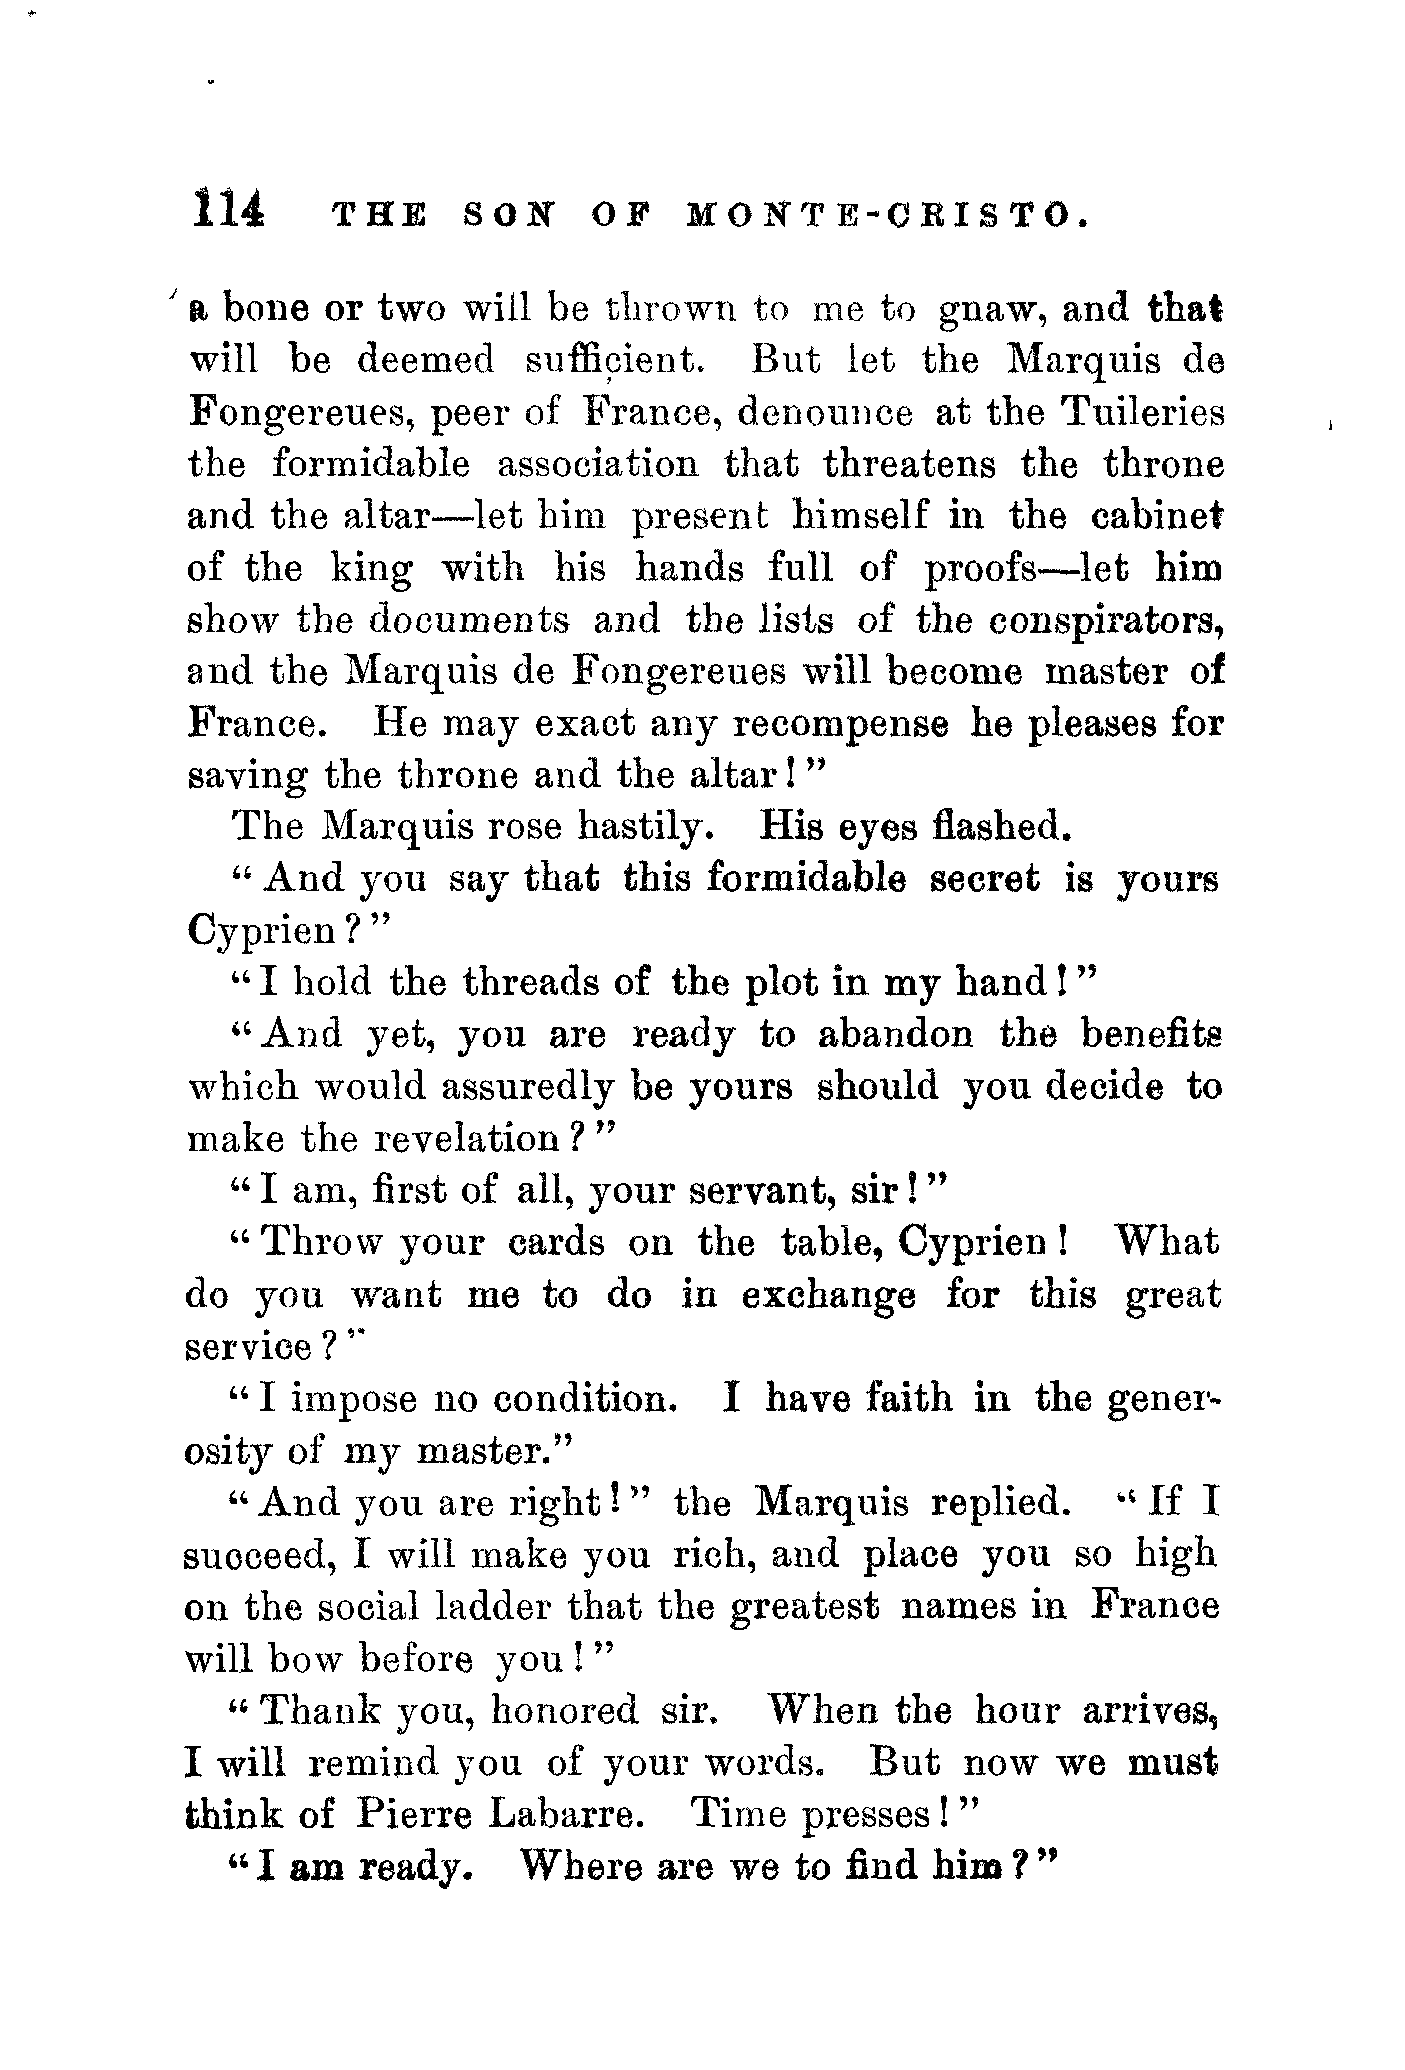 114 THE SON OF MONTE-CRISTO.
a bone or two will be thrown to me to gnaw, and that
will be deemed sufficient. But let the Marquis de
Fongereues, peer of France, denounce at the Tuileries
the formidable association that threatens the throne
and the altar—let him present himself in the cabinet
of the king with his hands full of proofs—let him
show the documents and the lists of the conspirators,
and the Marquis de Fongereues will become master of
France. He may exact any recompense he pleases for
saving the throne and the altar!”
The Marquis rose hastily. His eyes flashed.
“And you say that this formidable secret is yours
Cyprien?”
“I hold the threads of the plot in my hand!”
“And yet, you are ready to abandon the benefits
which would assuredly be yours should you decide to
make the revelation?”
“I am, first of all, your servant, sir!”
“Throw your cards on the table, Cyprien! What
do you want me to do in exchange for this great
service?”
“I impose no condition. I have faith in the gener-
osity of my master.”
“And you are right!” the Marquis replied. “If I
succeed, I will make you rich, and place you so high
on the social ladder that the greatest names in France
will bow before you!”
“Thank you, honored sir. When the hour arrives,
I will remind you of your words. But now we must
think of Pierre Labarre. Time presses!”
“I am ready. Where are we to find him?”